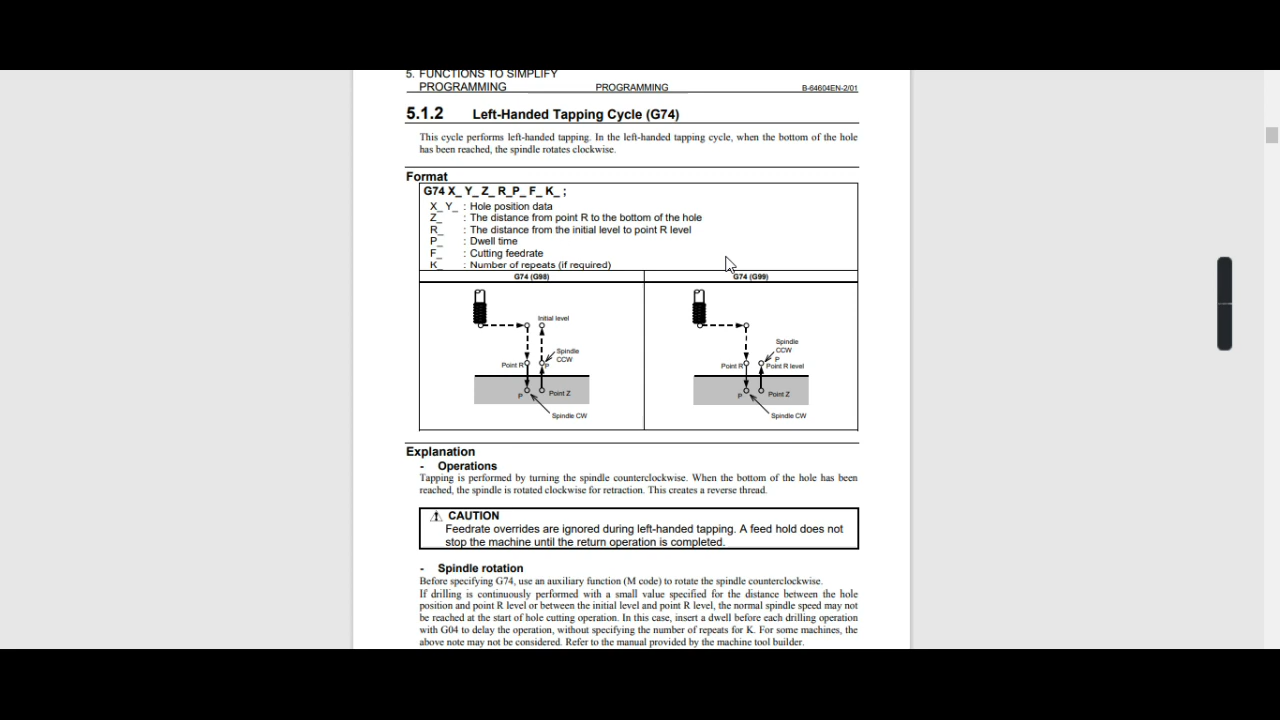 5. FUNCTIONS TO SIMPLIFY
PROGRAMMING PROGRAMMING B-64604EN-2/01
5.1.2 Left-Handed Tapping Cycle (G74)
This cycle performs left-handed tapping. In the left-handed tapping cycle, when the bottom of the hole
has been reached, the spindle rotates clockwise.
Format
G74 X_ Y_ Z_ R_P_ F_ K_ ;
X_ Y_ : Hole position data
Z_ : The distance from point R to the bottom of the hole
R_ : The distance from the initial level to point R level
P_ : Dwell time
F_ : Cutting feedrate
K_ : Number of repeats (if required)
G74 (G98) G74 (G99)
Initial level
Spindle
CCW
Point R
P
P
Point Z
Spindle CW
Spindle
CCW
P
Point R
Point R level
P
Point Z
Spindle CW
Explanation
- Operations
Tapping is performed by turning the spindle counterclockwise. When the bottom of the hole has been
reached, the spindle is rotated clockwise for retraction. This creates a reverse thread.
CAUTION
Feedrate overrides are ignored during left-handed tapping. A feed hold does not
stop the machine until the return operation is completed.
- Spindle rotation
Before specifying G74, use an auxiliary function (M code) to rotate the spindle counterclockwise.
If drilling is continuously performed with a small value specified for the distance between the hole
position and point R level or between the initial level and point R level, the normal spindle speed may not
be reached at the start of hole cutting operation. In this case, insert a dwell before each drilling operation
with G04 to delay the operation, without specifying the number of repeats for K. For some machines, the
above note may not be considered. Refer to the manual provided by the machine tool builder.